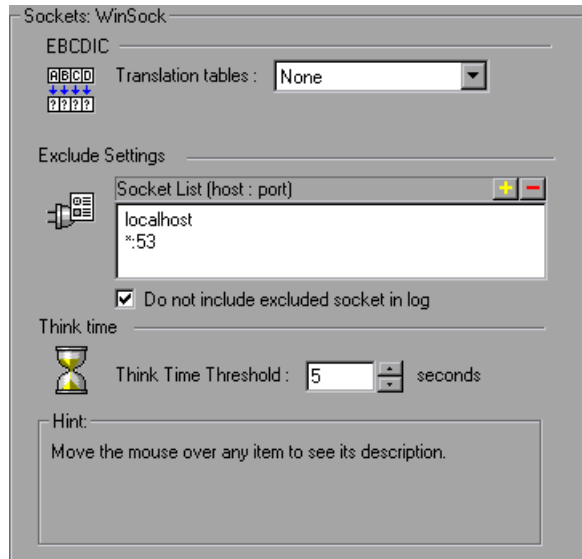 Sockets: WinSock
EBCDIC
A B C D
? ? ? ?
Translation tables : None
Exclude Settings
Socket List (host : port)
localhost
*:53
Do not include excluded socket in log
Think time
Think Time Threshold : 5 seconds
Hint:
Move the mouse over any item to see its description.